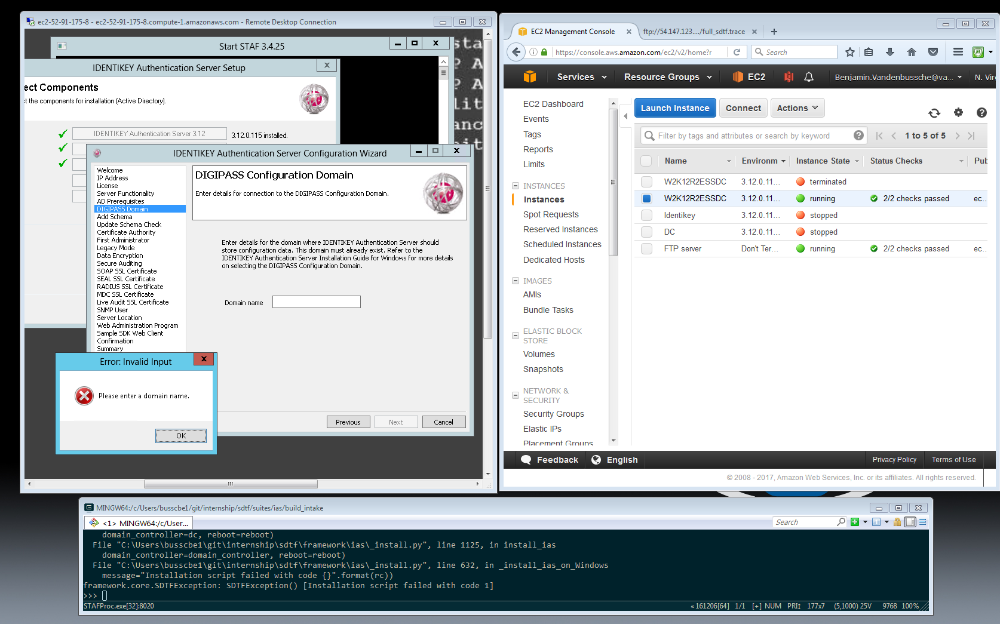 ec2-52-91-175-8 - ec2-52-91-175-8.compute-1.amazonaws.com - Remote Desktop Connection
Start STAF 3.4.25
IDENTIKEY Authentication Server Setup
ect Components
t the components for installation (Active Directory).
IDENTIKEY Authentication Server 3.12
3.12.0.115 installed.
IDENTIKEY Authentication Server Configuration Wizard
Welcome
IP Address
License
Server Functionality
AD Prerequisites
DIGIPASS Domain
Add Schema
Update Schema Check
Certificate Authority
First Administrator
Legacy Mode
Data Encryption
Secure Auditing
SOAP SSL Certificate
SEAL SSL Certificate
RADIUS SSL Certificate
MDC SSL Certificate
Live Audit SSL Certificate
SNMP User
Server Location
Web Administration Program
Sample SDK Web Client
Confirmation
Summary
DIGIPASS Configuration Domain
Enter details for connection to the DIGIPASS Configuration Domain.
Enter details for the domain where IDENTIKEY Authentication Server should
store configuration data. This domain must already exist. Refer to the
IDENTIKEY Authentication Server Installation Guide for Windows for more details
on selecting the DIGIPASS Configuration Domain.
Domain name
Previous
Next
Cancel
Error: Invalid Input
Please enter a domain name.
OK
EC2 Management Console
ftp://54.147.123..../full_sdtf.trace
https://console.aws.amazon.com/ec2/v2/home?r
Search
Services
Resource Groups
EC2
Benjamin.Vandenbussche@va...
N. Vir
EC2 Dashboard
Events
Tags
Reports
Limits
INSTANCES
Instances
Spot Requests
Reserved Instances
Scheduled Instances
Dedicated Hosts
IMAGES
AMIs
Bundle Tasks
ELASTIC BLOCK
STORE
Volumes
Snapshots
NETWORK &
SECURITY
Security Groups
Elastic IPs
Placement Groups
Launch Instance
Connect
Actions
Filter by tags and attributes or search by keyword
1 to 5 of 5
Name Environm Instance State Status Checks Pub
W2K12R2ESSDC 3.12.0.11... terminated
W2K12R2ESSDC 3.12.0.11... running 2/2 checks passed ec...
Identikey 3.12.0.11... stopped
DC 3.12.0.11... stopped
FTP server Don't Ter... running 2/2 checks passed ec...
Feedback
English
Privacy Policy
Terms of Use
© 2008 - 2017, Amazon Web Services, Inc. or its affiliates. All rights reserved.
MINGW64:/c/Users/busscbe1/git/internship/sdtf/suites/ias/build_intake
<1> MINGW64:/c/User...
Search
domain_controller=dc, reboot=reboot)
File "C:\Users\busscbe1\git\internship\sdtf\framework\ias\_install.py", line 1125, in install_ias
domain_controller=domain_controller, reboot=reboot)
File "C:\Users\busscbe1\git\internship\sdtf\framework\ias\_install.py", line 632, in _install_ias_on_Windows
message="Installation script failed with code {}".format(rc))
framework.core.SDTFException: SDTFException() [Installation script failed with code 1]
>>>
STAFProc.exe[32]:8020
«161206[64] 1/1 [+] NUM PRI↕ 177x7 (5,1000) 25V 9768 100%